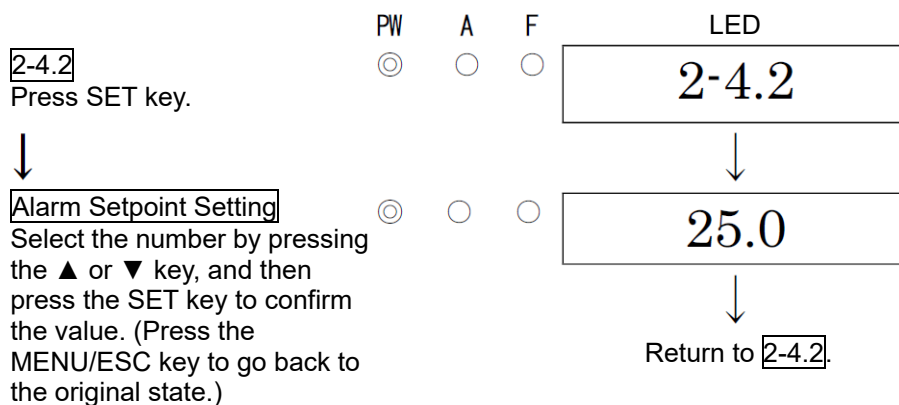 PW A F LED
2-4.2
Press SET key.
2-4.2
↓
↓
Alarm Setpoint Setting
25.0
Select the number by pressing
the ▲ or ▼ key, and then
press the SET key to confirm
the value. (Press the
MENU/ESC key to go back to
the original state.)
↓
Return to 2-4.2.